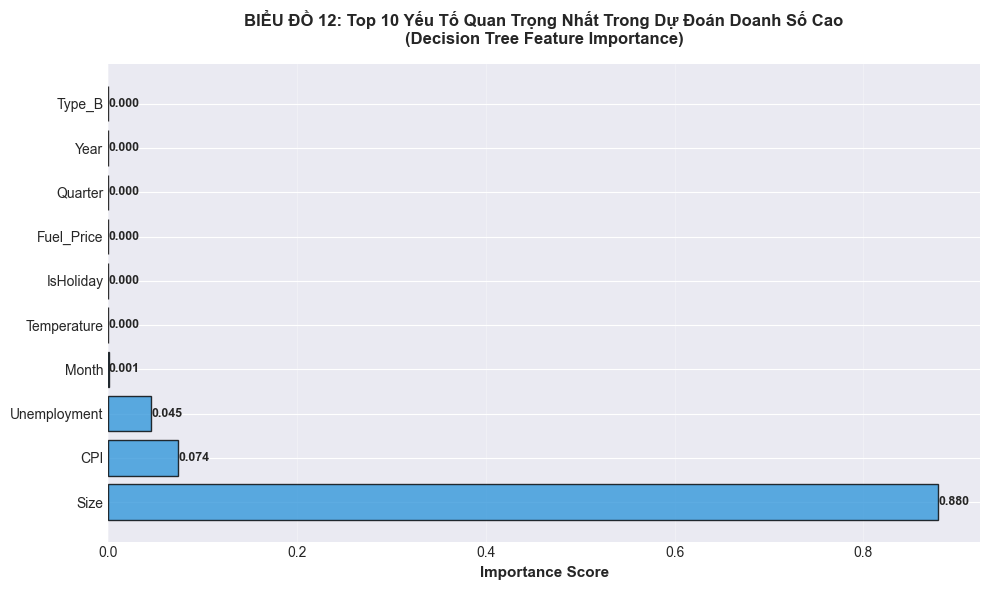 BIỂU ĐỒ 12: Top 10 Yếu Tố Quan Trọng Nhất Trong Dự Đoán Doanh Số Cao
(Decision Tree Feature Importance)
Type_B 0.000
Year 0.000
Quarter 0.000
Fuel_Price 0.000
IsHoliday 0.000
Temperature 0.000
Month 0.001
Unemployment 0.045
CPI 0.074
Size 0.880
0.0 0.2 0.4 0.6 0.8
Importance Score